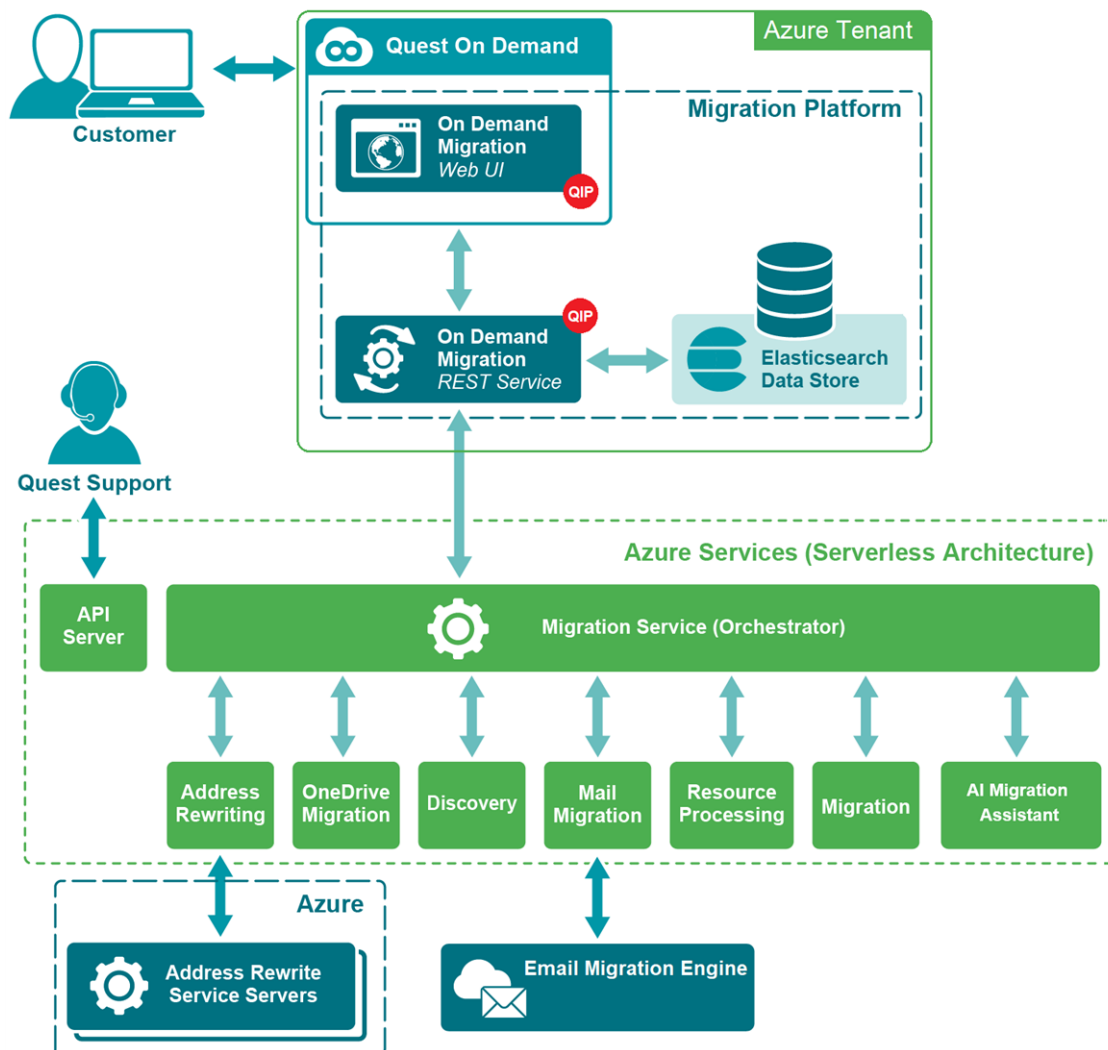 Azure Tenant
Quest On Demand
Customer
Migration Platform
On Demand
Migration
Web UI
QIP
On Demand
Migration
REST Service
QIP
Elasticsearch
Data Store
Quest Support
Azure Services (Serverless Architecture)
API
Server
Migration Service (Orchestrator)
Address
Rewriting
OneDrive
Migration
Discovery
Mail
Migration
Resource
Processing
Migration
AI Migration
Assistant
Azure
Address Rewrite
Service Servers
Email Migration Engine